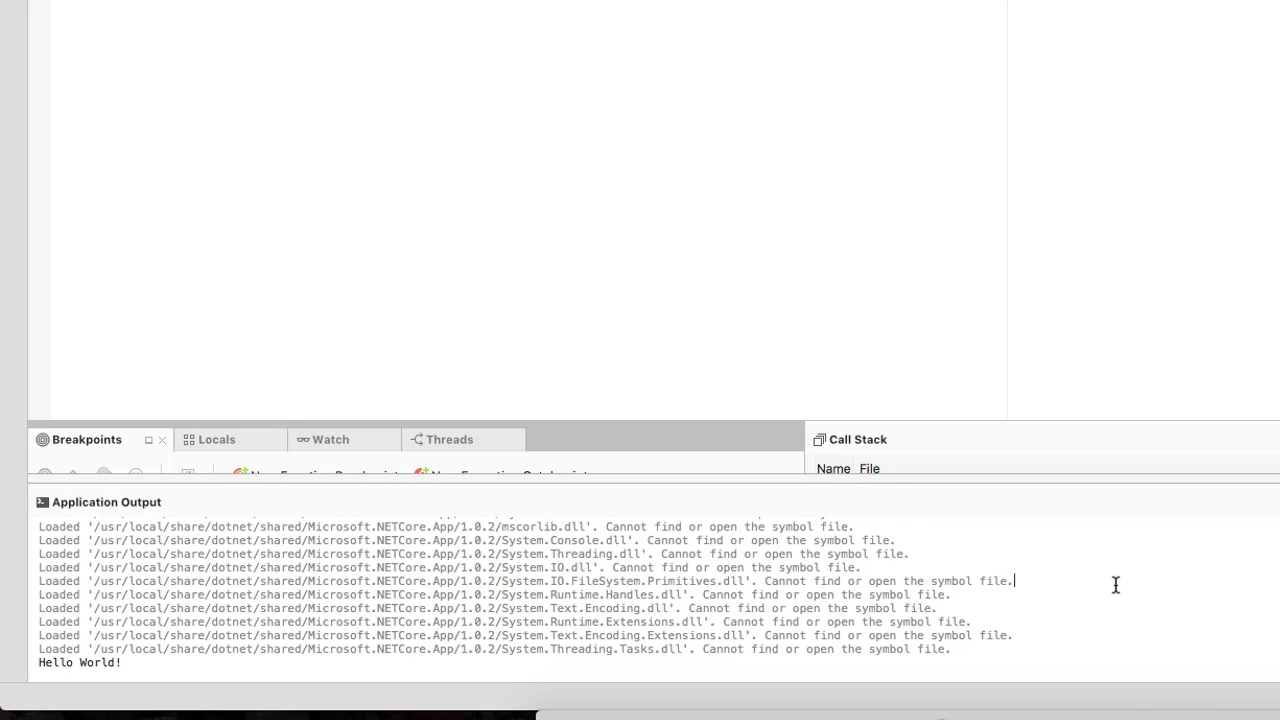 Breakpoints
Locals
Watch
Threads
Call Stack
Name File
Application Output
Loaded '/usr/local/share/dotnet/shared/Microsoft.NETCore.App/1.0.2/mscorlib.dll'. Cannot find or open the symbol file.
Loaded '/usr/local/share/dotnet/shared/Microsoft.NETCore.App/1.0.2/System.Console.dll'. Cannot find or open the symbol file.
Loaded '/usr/local/share/dotnet/shared/Microsoft.NETCore.App/1.0.2/System.Threading.dll'. Cannot find or open the symbol file.
Loaded '/usr/local/share/dotnet/shared/Microsoft.NETCore.App/1.0.2/System.IO.dll'. Cannot find or open the symbol file.
Loaded '/usr/local/share/dotnet/shared/Microsoft.NETCore.App/1.0.2/System.IO.FileSystem.Primitives.dll'. Cannot find or open the symbol file.
Loaded '/usr/local/share/dotnet/shared/Microsoft.NETCore.App/1.0.2/System.Runtime.Handles.dll'. Cannot find or open the symbol file.
Loaded '/usr/local/share/dotnet/shared/Microsoft.NETCore.App/1.0.2/System.Text.Encoding.dll'. Cannot find or open the symbol file.
Loaded '/usr/local/share/dotnet/shared/Microsoft.NETCore.App/1.0.2/System.Runtime.Extensions.dll'. Cannot find or open the symbol file.
Loaded '/usr/local/share/dotnet/shared/Microsoft.NETCore.App/1.0.2/System.Text.Encoding.Extensions.dll'. Cannot find or open the symbol file.
Loaded '/usr/local/share/dotnet/shared/Microsoft.NETCore.App/1.0.2/System.Threading.Tasks.dll'. Cannot find or open the symbol file.
Hello World!